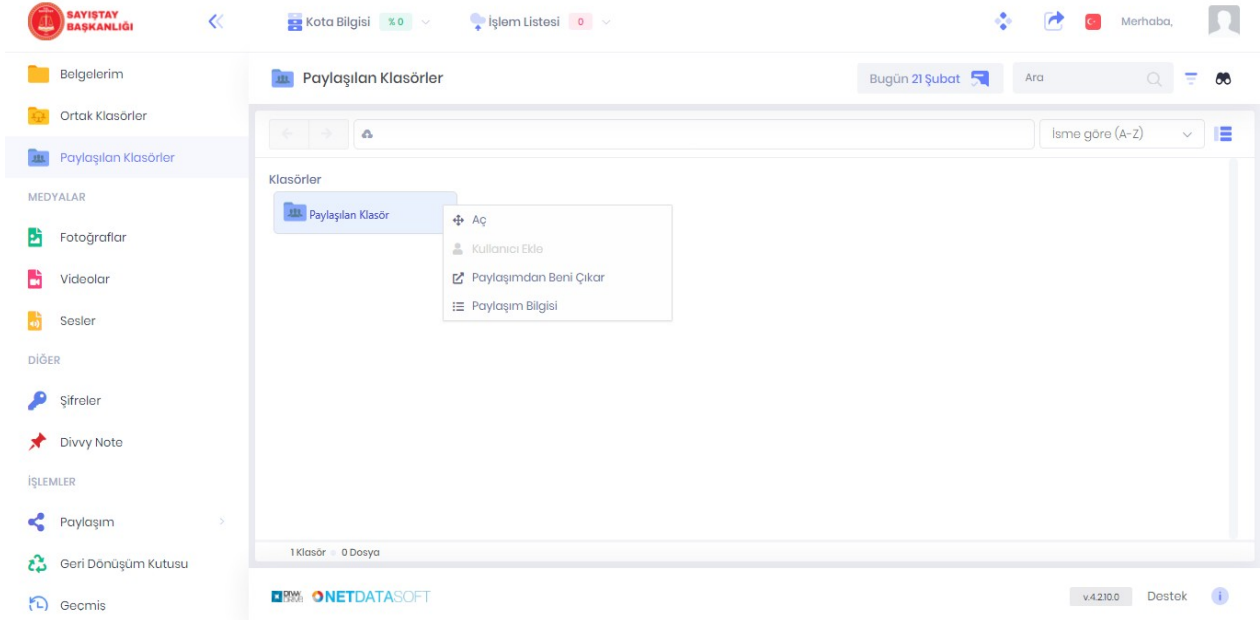 SAYIŞTAY
BAŞKANLIĞI
Kota Bilgisi %0
İşlem Listesi 0
Merhaba,
Belgelerim
Ortak Klasörler
Paylaşılan Klasörler
MEDYALAR
Fotoğraflar
Videolar
Sesler
DİĞER
Şifreler
Divvy Note
İŞLEMLER
Paylaşım
Geri Dönüşüm Kutusu
Geçmiş
Paylaşılan Klasörler
Bugün 21 Şubat
Ara
İsme göre (A-Z)
Klasörler
Paylaşılan Klasör
Aç
Kullanıcı Ekle
Paylaşımdan Beni Çıkar
Paylaşım Bilgisi
1 Klasör 0 Dosya
NETDATASOFT
v.4.2.10.0 Destek